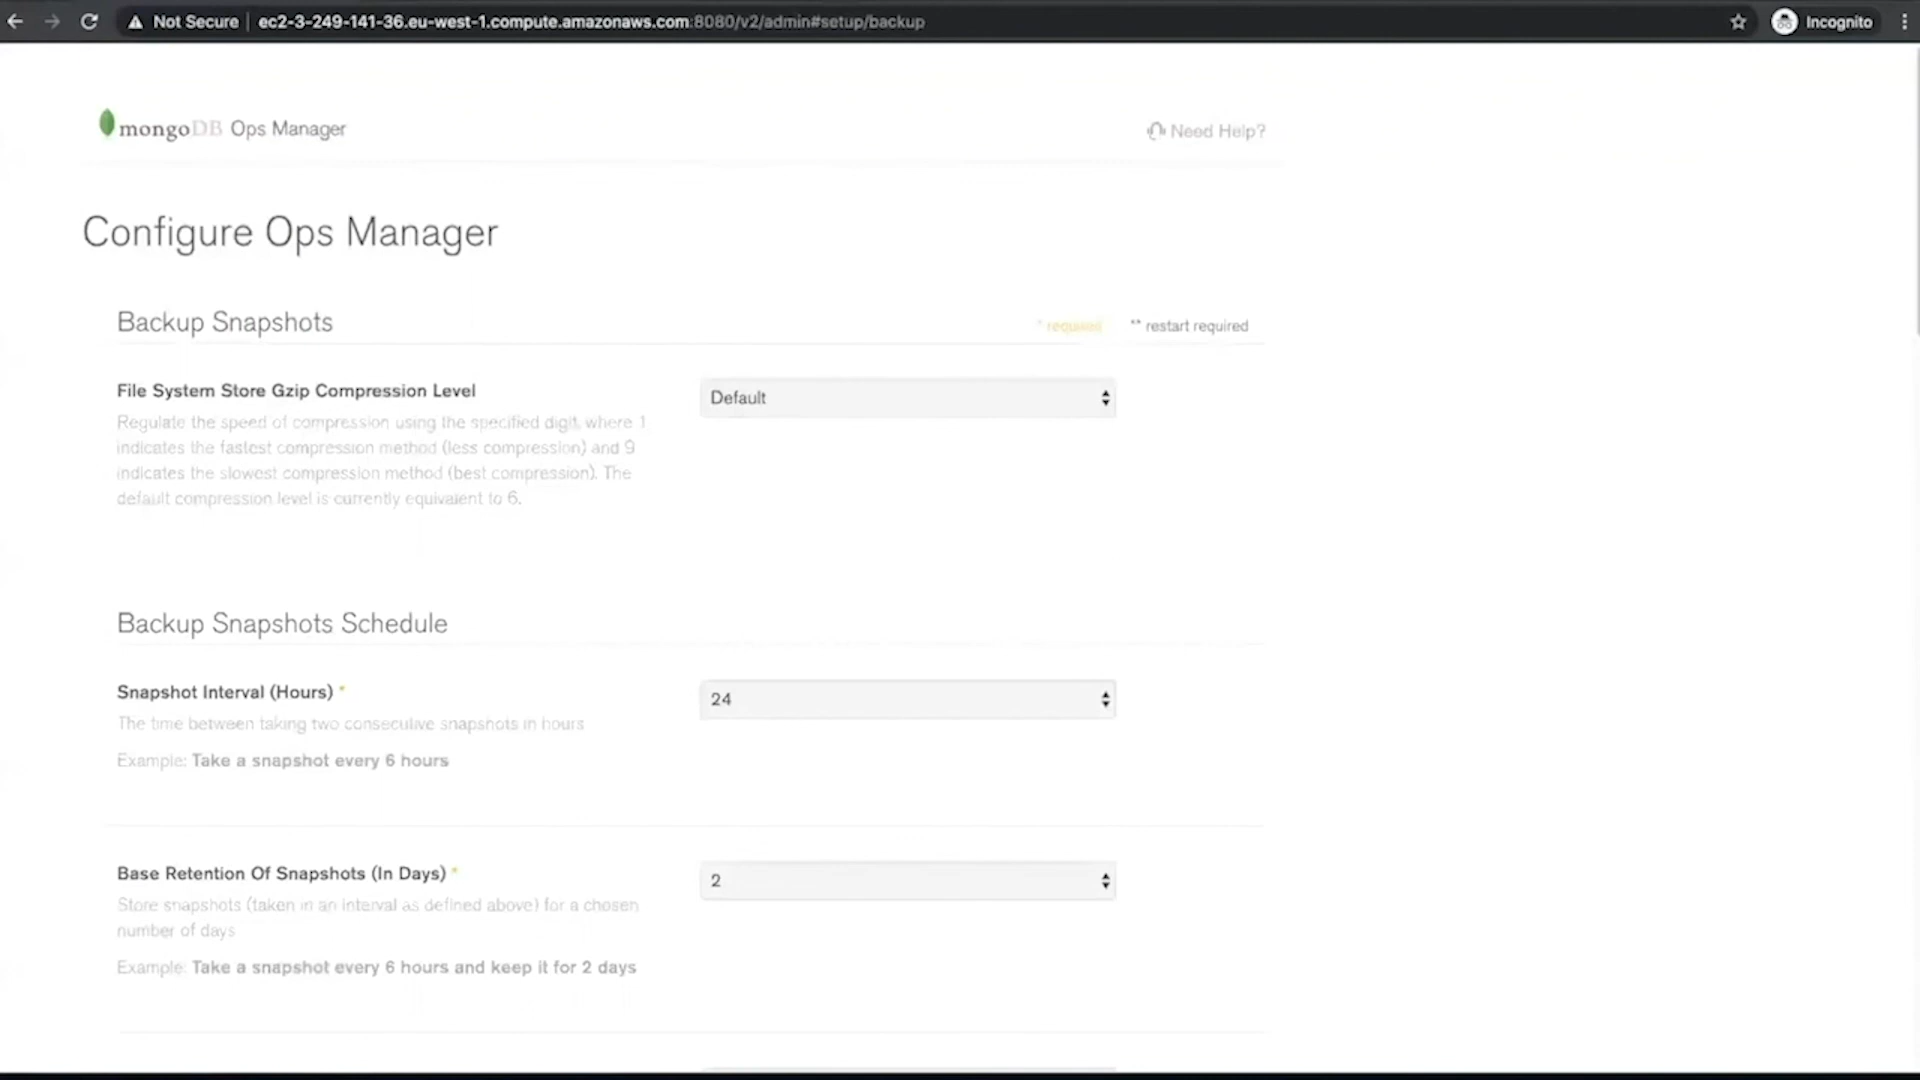 Not Secure
ec2-3-249-141-36.eu-west-1.compute.amazonaws.com:8080/v2/admin#setup/backup
Incognito
mongoDB Ops Manager
Need Help?
Configure Ops Manager
Backup Snapshots
* required
** restart required
File System Store Gzip Compression Level
Default
Regulate the speed of compression using the specified digit, where 1
indicates the fastest compression method (less compression) and 9
indicates the slowest compression method (best compression). The
default compression level is currently equivalent to 6.
Backup Snapshots Schedule
Snapshot Interval (Hours) *
24
The time between taking two consecutive snapshots in hours
Example: Take a snapshot every 6 hours
Base Retention Of Snapshots (In Days) *
2
Store snapshots (taken in an interval as defined above) for a chosen
number of days
Example: Take a snapshot every 6 hours and keep it for 2 days